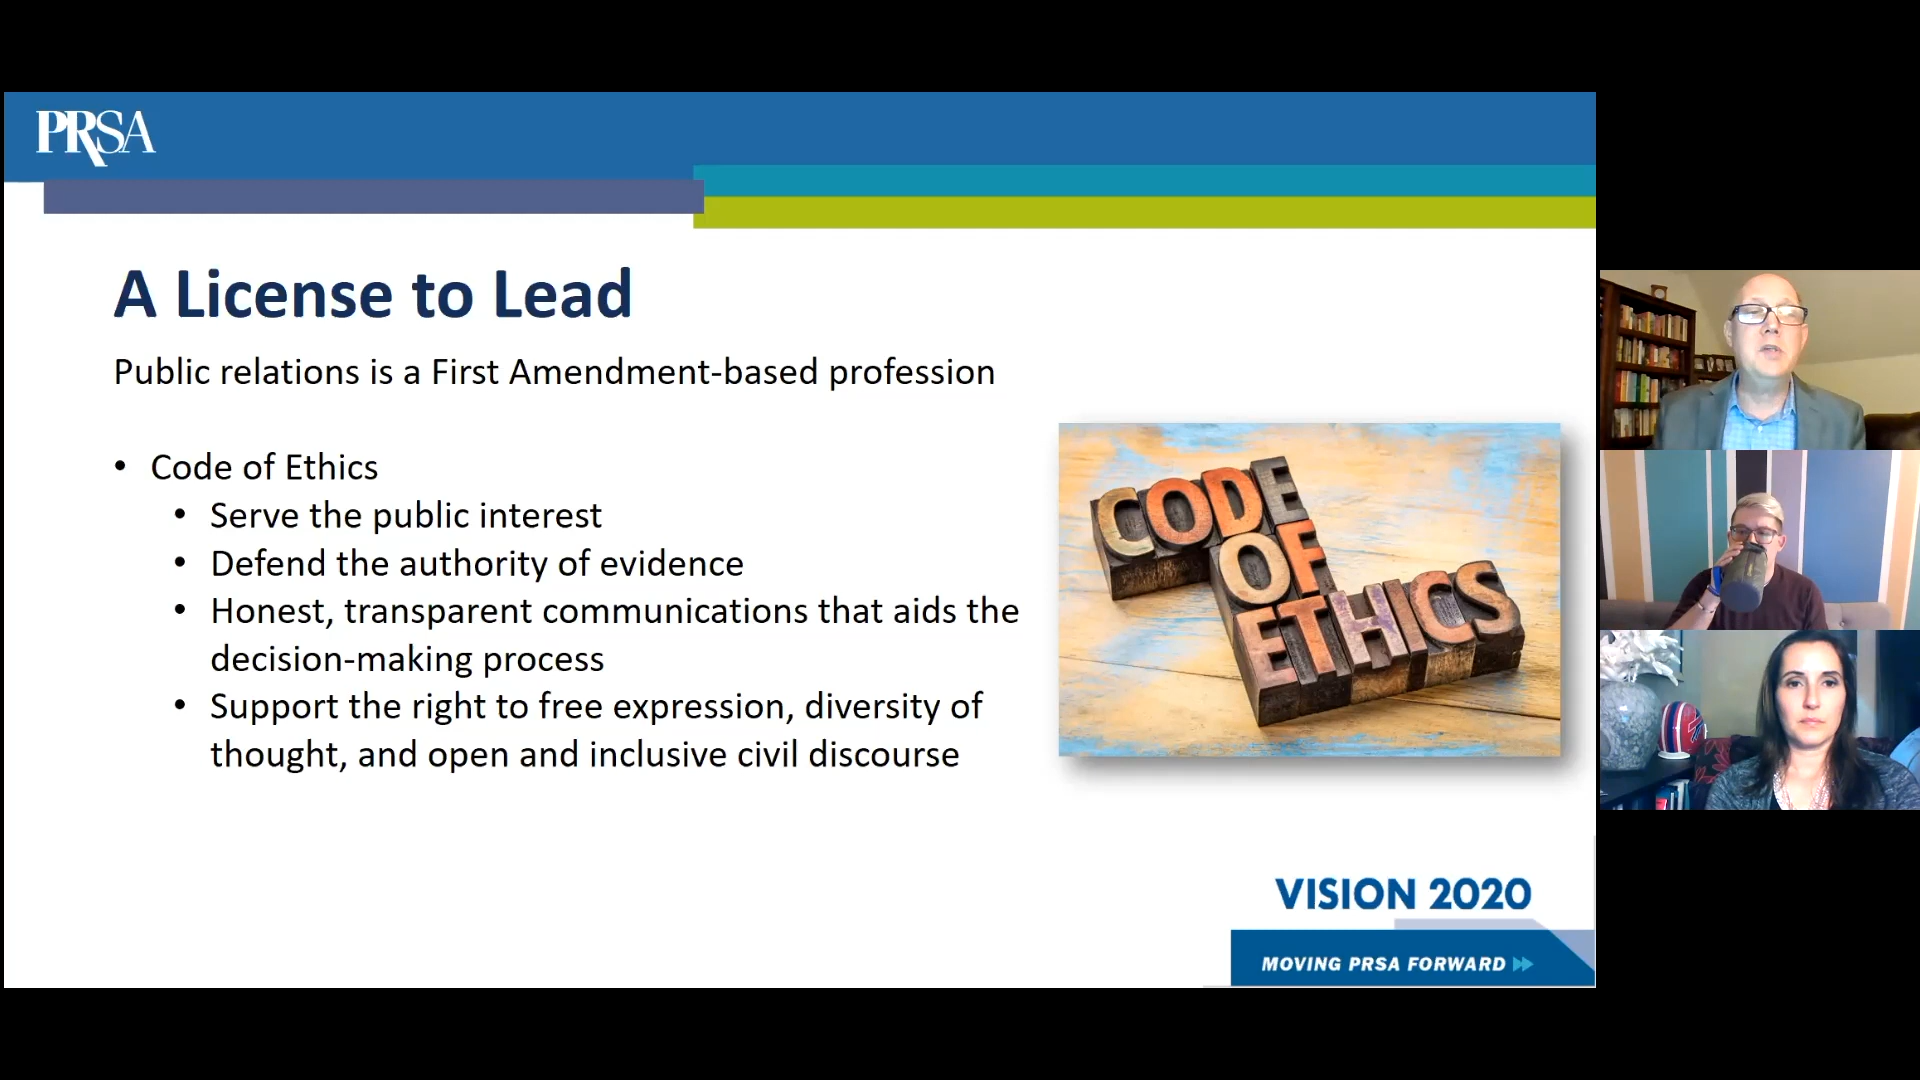 PRSA
A License to Lead
Public relations is a First Amendment-based profession
• Code of Ethics
• Serve the public interest
• Defend the authority of evidence
• Honest, transparent communications that aids the
decision-making process
• Support the right to free expression, diversity of
thought, and open and inclusive civil discourse
CODE
OF
ETHICS
VISION 2020
MOVING PRSA FORWARD